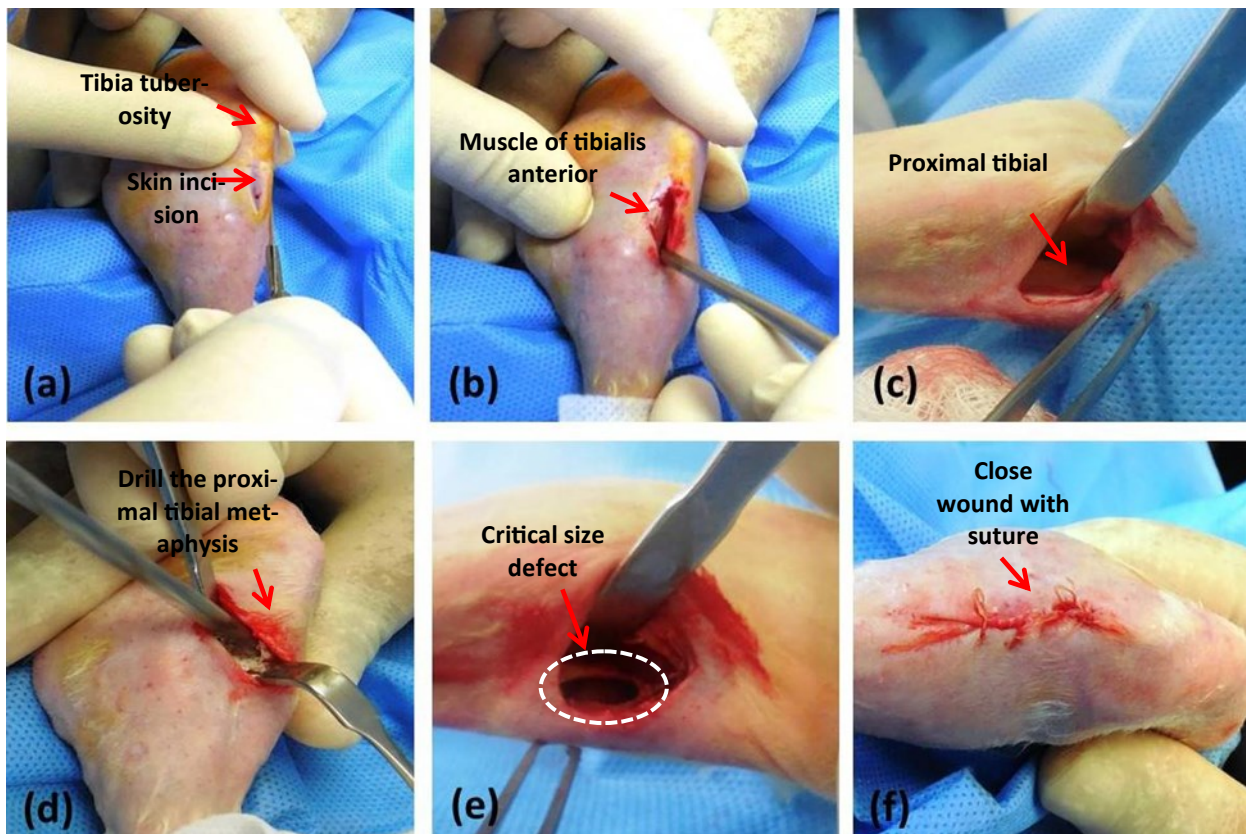 Tibia tuber-
osity
Skin inci-
sion
(a)
Muscle of tibialis
anterior
(b)
Proximal tibial
(c)
Drill the proxi-
mal tibial met-
aphysis
(d)
Critical size
defect
(e)
Close
wound with
suture
(f)